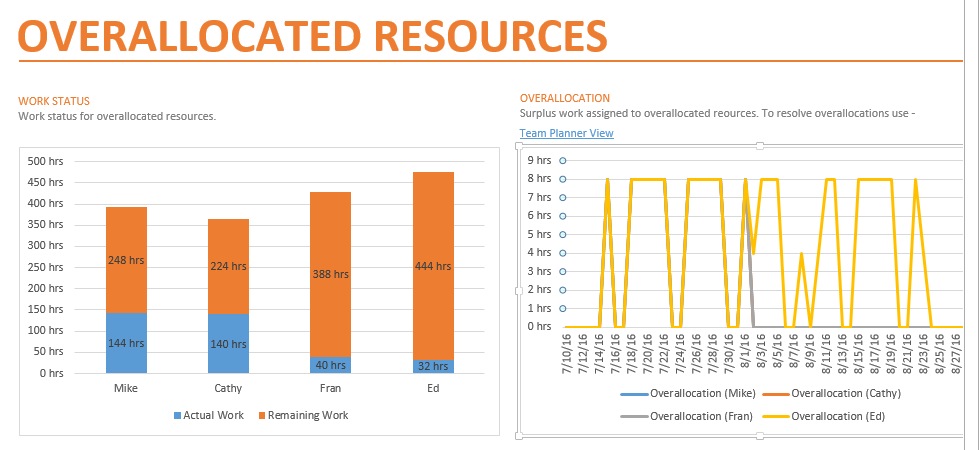 OVERALLOCATED RESOURCES
WORK STATUS
Work status for overallocated resources.
500 hrs
450 hrs
400 hrs
350 hrs
300 hrs
250 hrs
200 hrs
150 hrs
100 hrs
50 hrs
0 hrs
248 hrs
224 hrs
388 hrs
444 hrs
144 hrs
140 hrs
40 hrs
32 hrs
Mike Cathy Fran Ed
Actual Work Remaining Work
OVERALLOCATION
Surplus work assigned to overallocated reources. To resolve overallocations use -
Team Planner View
9 hrs
8 hrs
7 hrs
6 hrs
5 hrs
4 hrs
3 hrs
2 hrs
1 hrs
0 hrs
7/10/16
7/12/16
7/14/16
7/16/16
7/18/16
7/20/16
7/22/16
7/24/16
7/26/16
7/28/16
7/30/16
8/1/16
8/3/16
8/5/16
8/7/16
8/9/16
8/11/16
8/13/16
8/15/16
8/17/16
8/19/16
8/21/16
8/23/16
8/25/16
8/27/16
Overallocation (Mike) Overallocation (Cathy)
Overallocation (Fran) Overallocation (Ed)